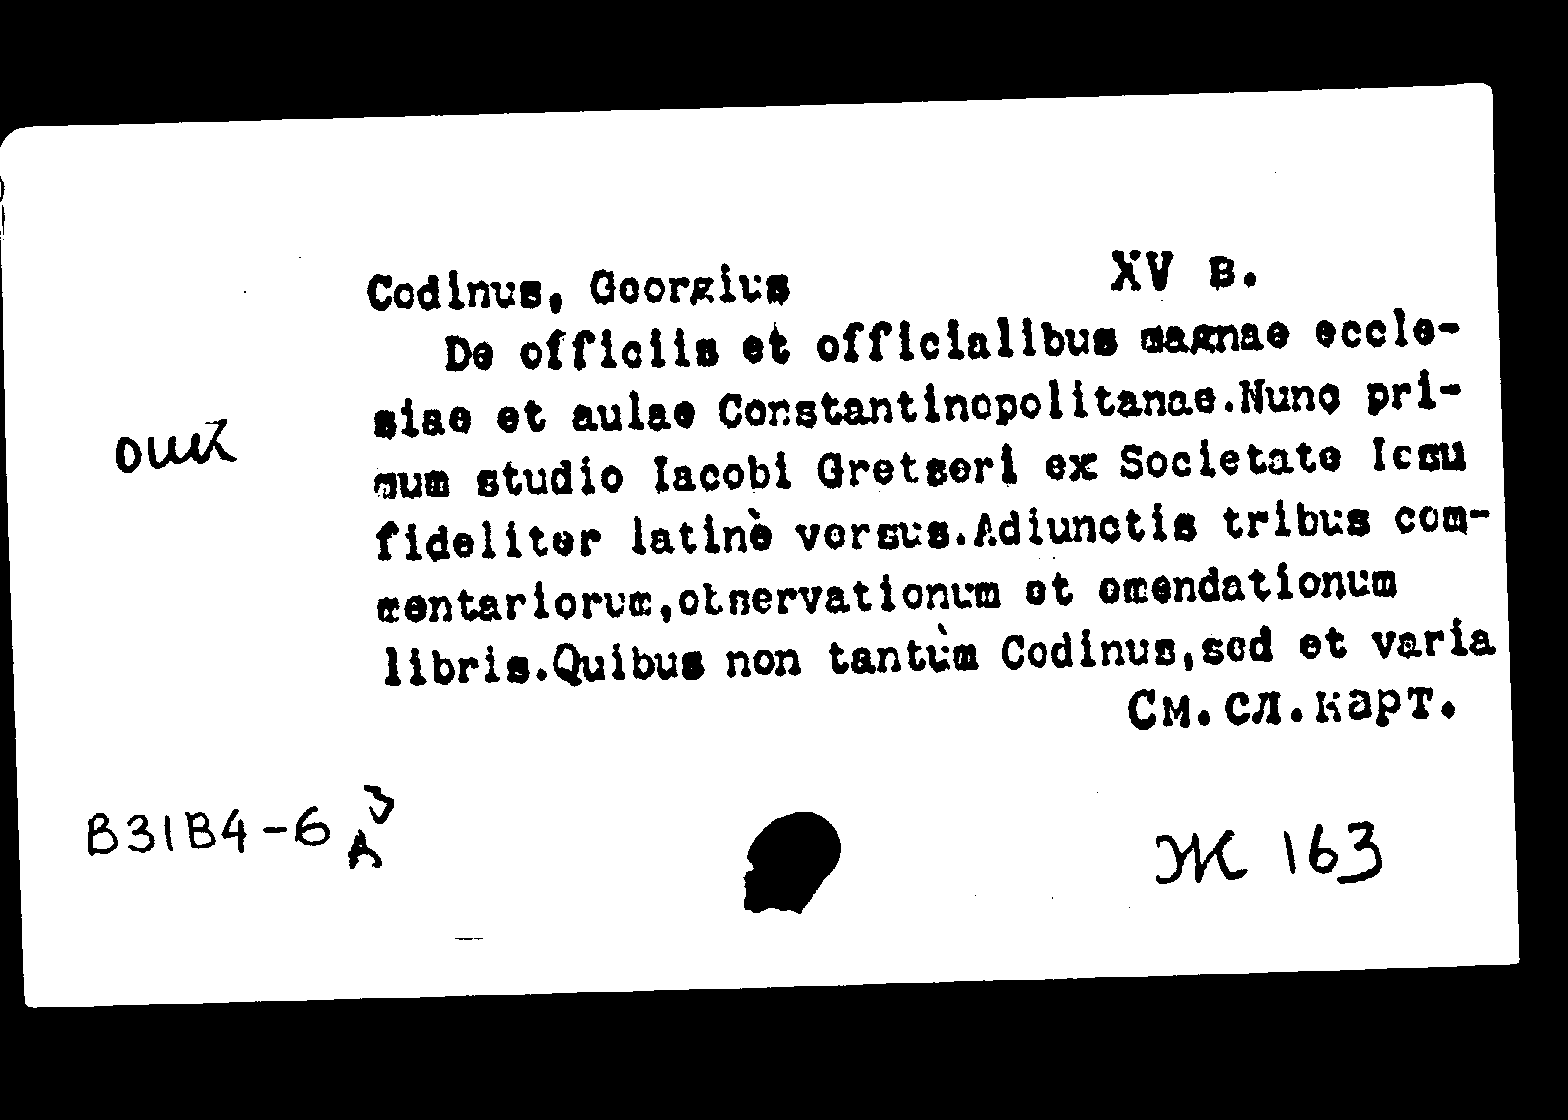 Codinus, Georgius XV в.
De officiis et officialibus magnae eccle-
siae et aulae Constantinopolitanae.Nunc pri-
mum studio Iacobi Gretseri ex Societate Iesu
fideliter latinè versus.Adiunctis tribus com-
mentariorum,observationum et emendationum
libris.Quibus non tantùm Codinus,sed et varia
См.сл.карт.
B31B4-6
Ж 163